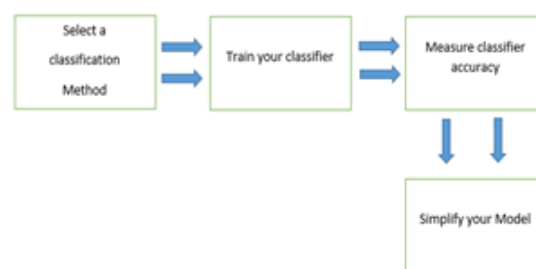 Select a
classification
Method
Train your classifier
Measure classifier
accuracy
Simplify your Model